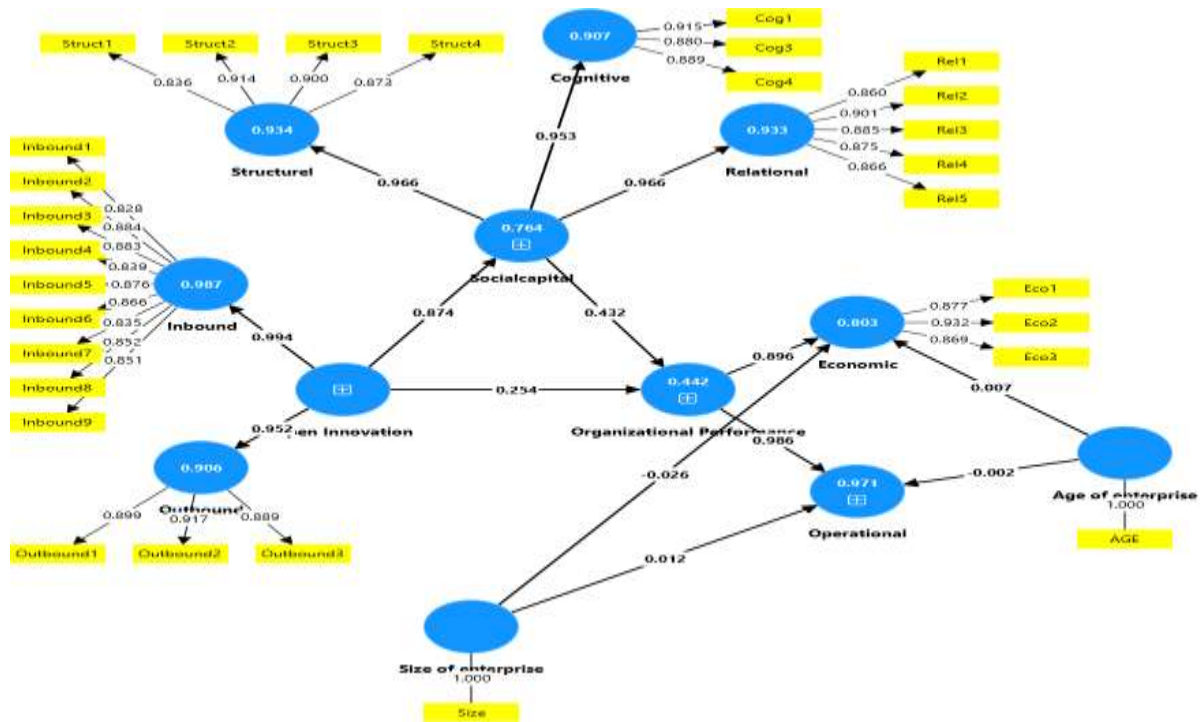 Struct1
Struct2
Struct3
Struct4
0.836
0.914
0.900
0.873
0.934
Structurel
0.907
Cognitive
0.915
0.880
0.889
Cog1
Cog3
Cog4
0.933
Relational
0.860
0.901
0.885
0.875
0.866
Rel1
Rel2
Rel3
Rel4
Rel5
0.966
0.953
0.966
0.764
Socialcapital
Inbound1
Inbound2
Inbound3
Inbound4
Inbound5
Inbound6
Inbound7
Inbound8
Inbound9
0.828
0.884
0.883
0.839
0.876
0.866
0.835
0.852
0.851
0.987
Inbound
0.994
0.874
0.432
0.254
Innovation
0.952
0.906
Outbound
0.899
0.917
0.889
Outbound1
Outbound2
Outbound3
0.442
Organizational Performance
0.896
0.986
0.803
Economic
0.877
0.932
0.869
Eco1
Eco2
Eco3
0.007
-0.026
-0.002
0.012
0.971
Operational
Age of enterprise
1.000
AGE
Size of enterprise
1.000
Size